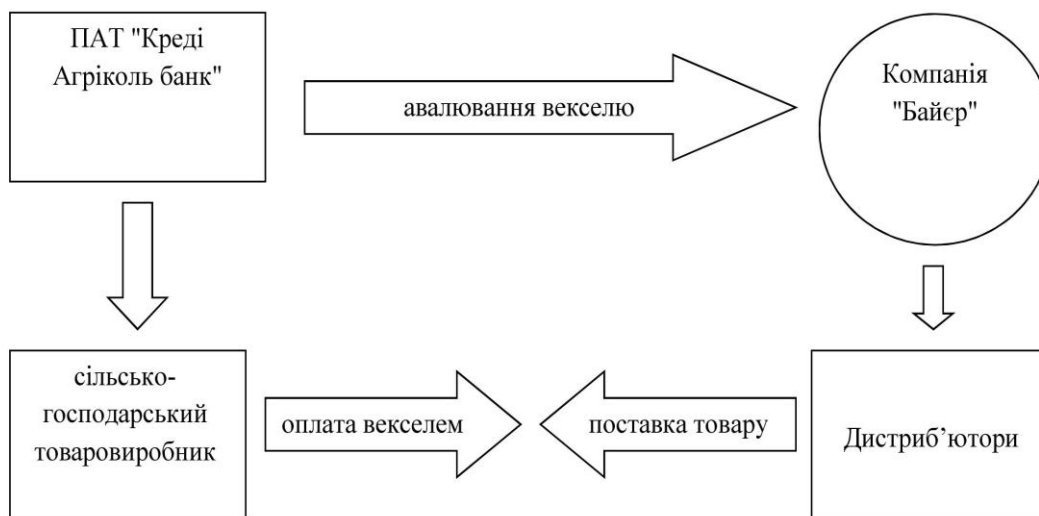 ПАТ "Креді
Агріколь банк"
авалювання векселю
Компанія
"Байєр"
сільсько-
господарський
товаровиробник
оплата векселем
поставка товару
Дистриб’ютори